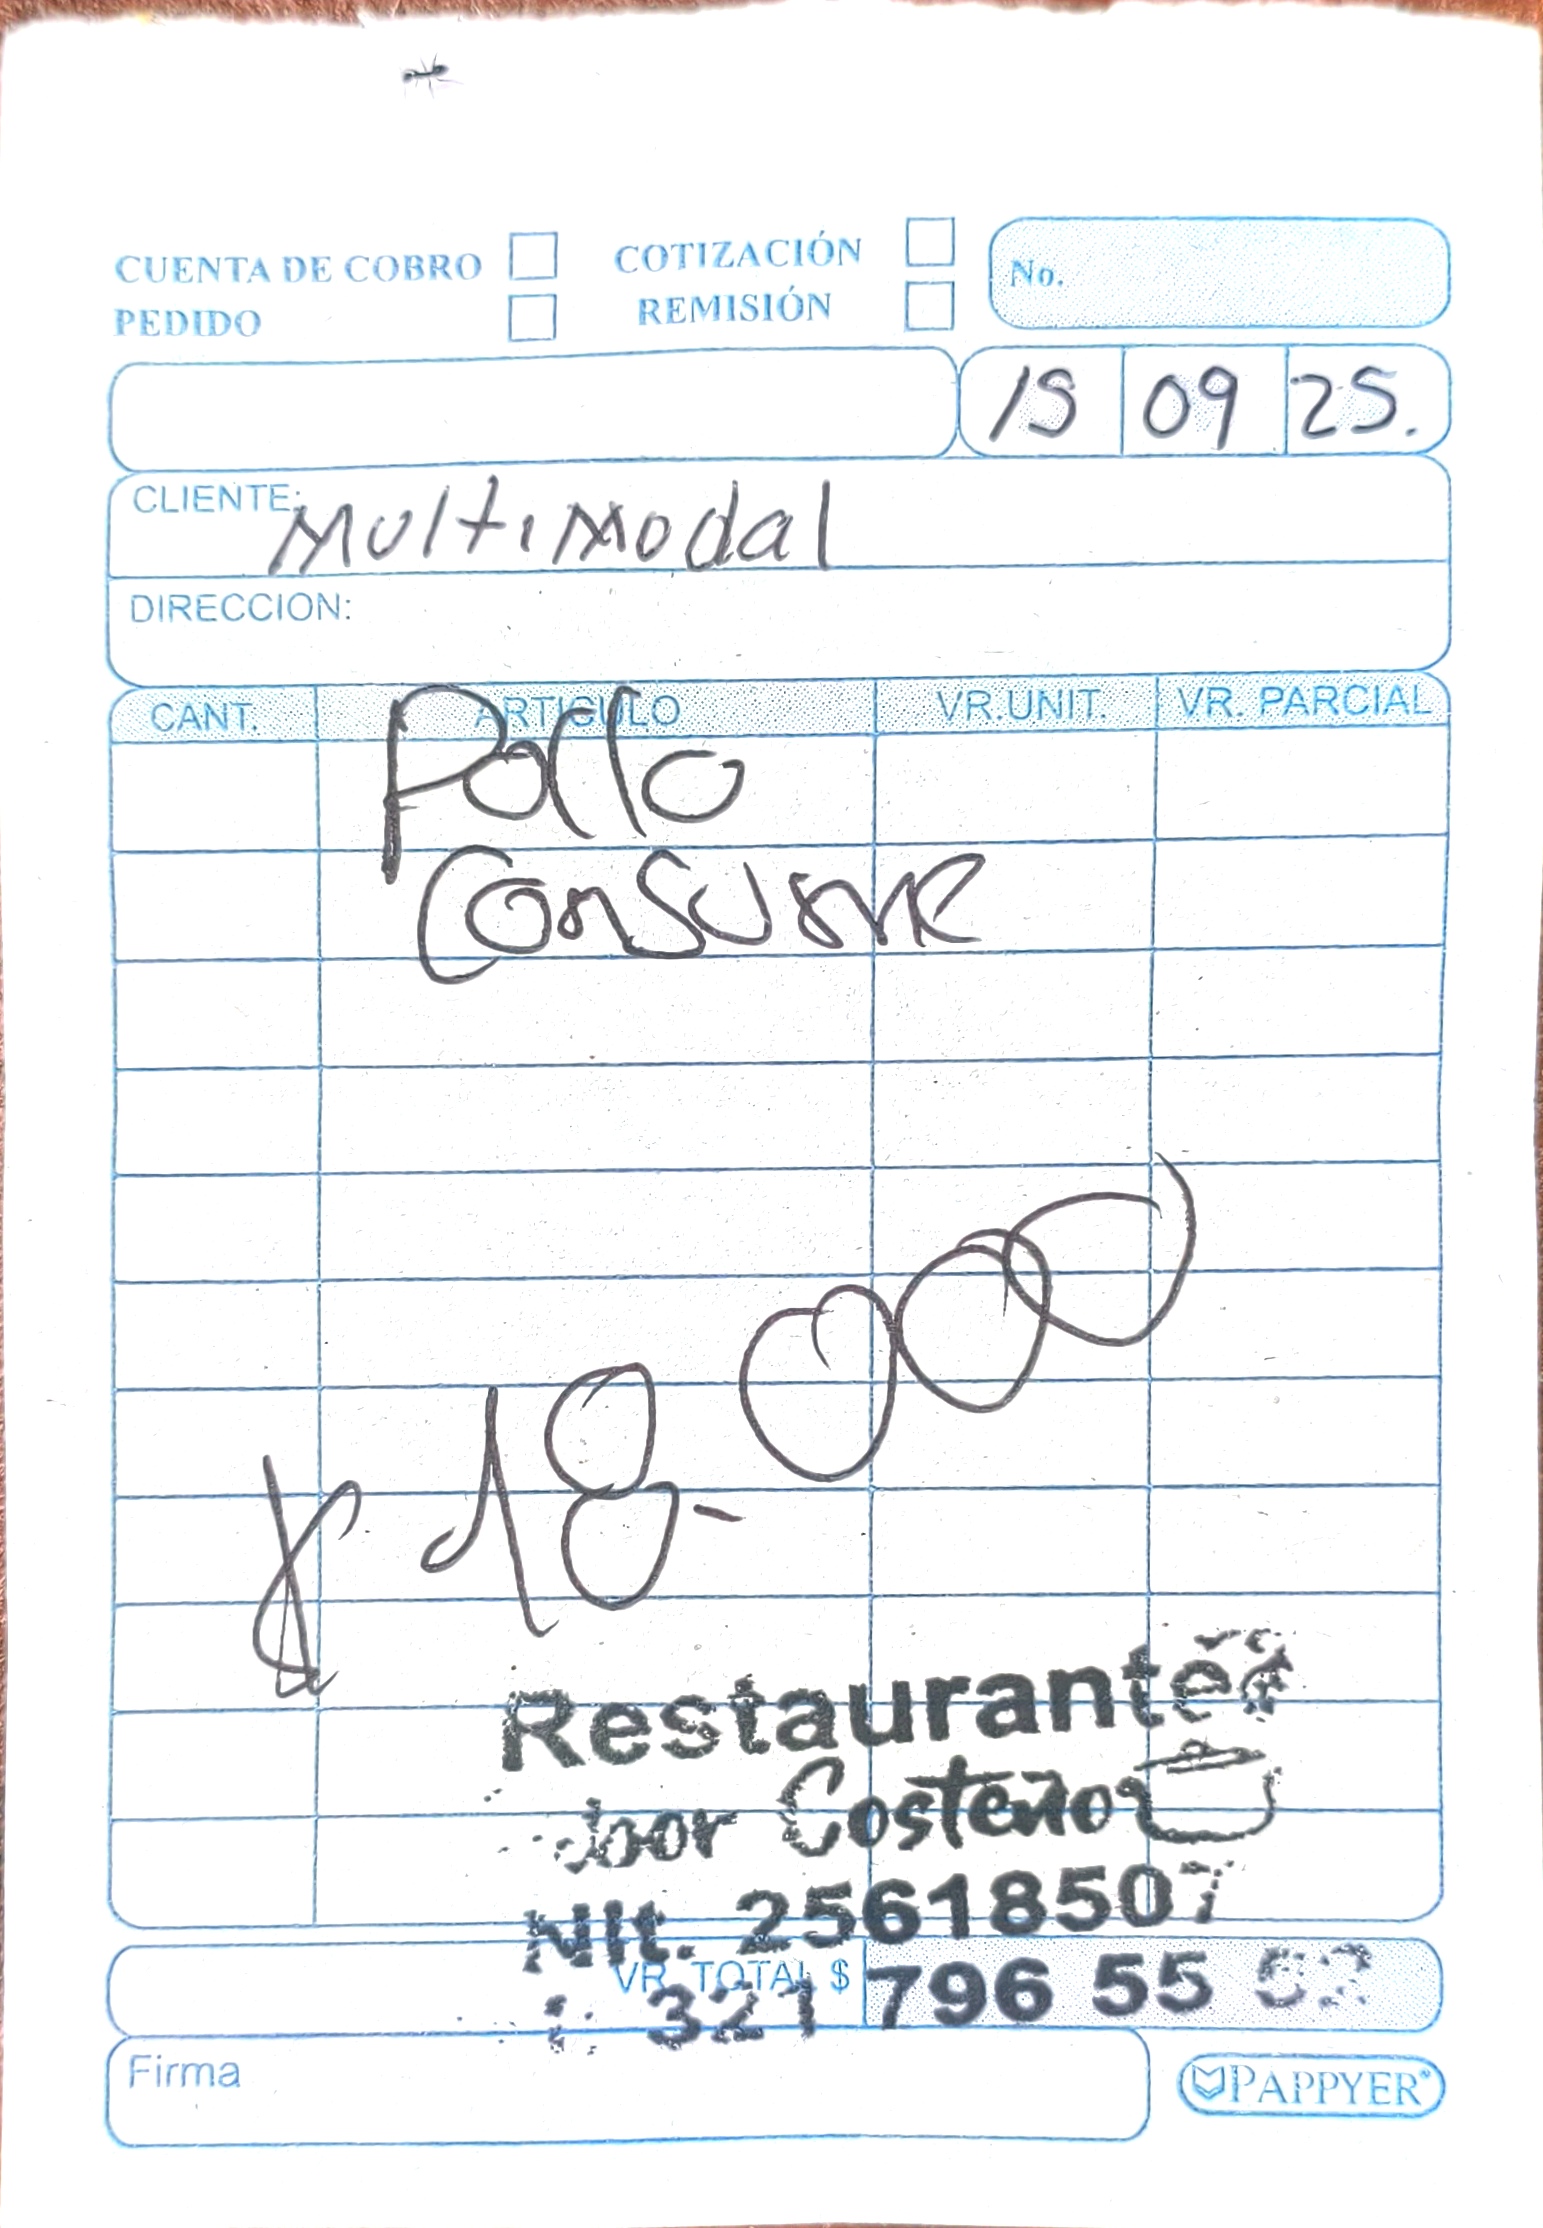 CUENTA DE COBRO COTIZACIÓN
PEDIDO REMISIÓN
No.
15 09 25.
CLIENTE: Multimodal
DIRECCION:
CANT. ARTICULO VR.UNIT. VR. PARCIAL
Pollo
Consume
$ 18.000
Restaurante
Costeño
Nit. 25618507
VR. TOTAL $
321 796 55
Firma
PAPPYER